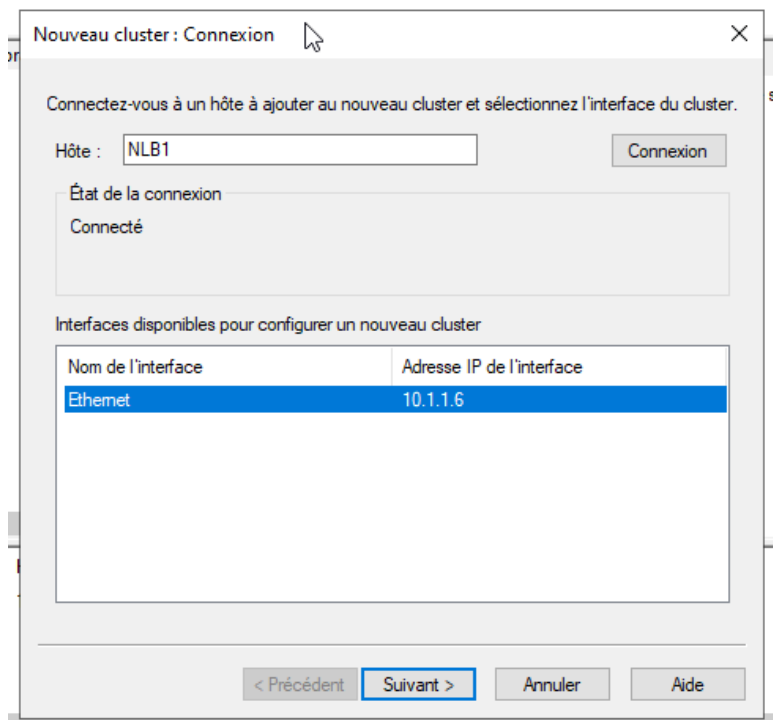 Nouveau cluster : Connexion
Connectez-vous à un hôte à ajouter au nouveau cluster et sélectionnez l'interface du cluster.
Hôte : NLB1 Connexion
État de la connexion
Connecté
Interfaces disponibles pour configurer un nouveau cluster
Nom de l'interface Adresse IP de l'interface
Ethernet 10.1.1.6
< Précédent Suivant > Annuler Aide